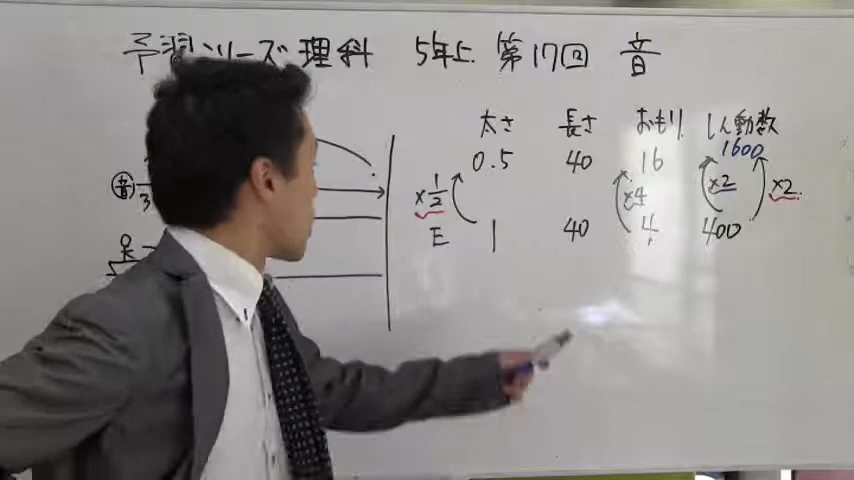 予習シリーズ理科 5年上 第17回 音
太さ 長さ おもり しん動数
0.5 40 16 1600
×1/2 ×4 ×2 ×2
E 1 40 4 400
音
3